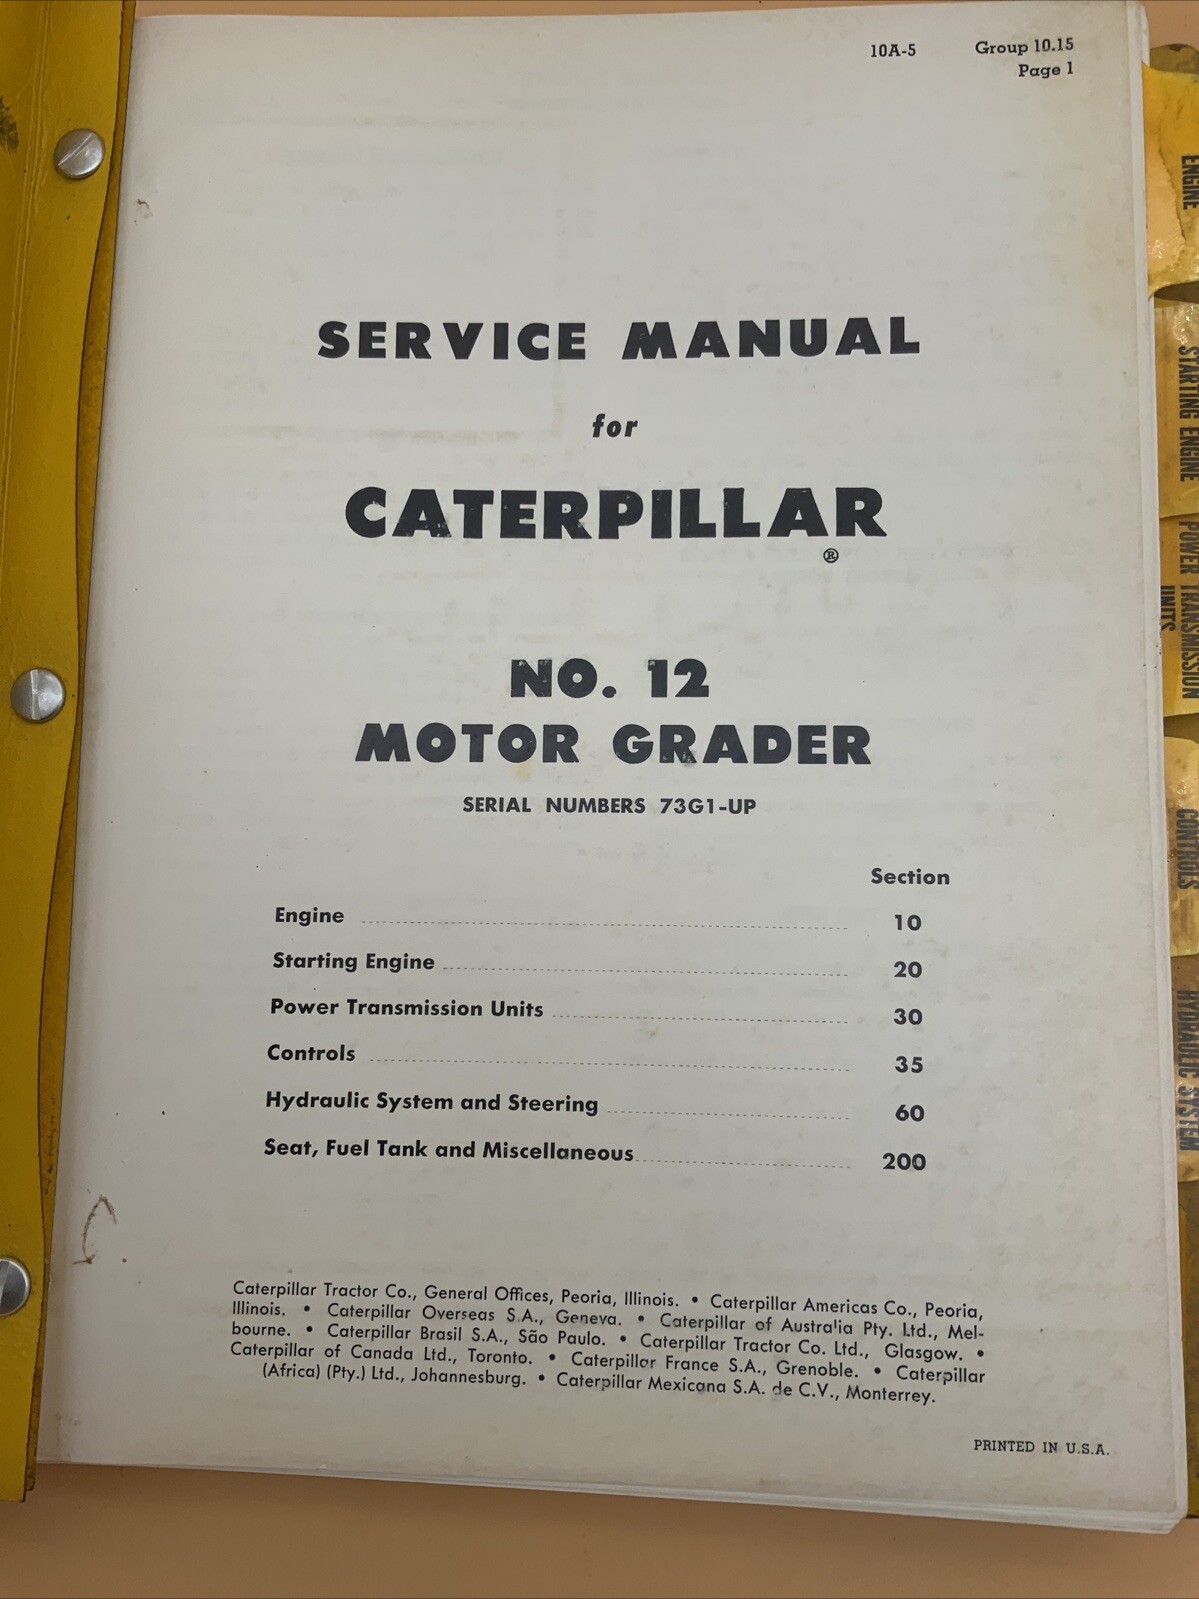 10A-5 Group 10.15
Page 1
SERVICE MANUAL
for
CATERPILLAR
®
NO. 12
MOTOR GRADER
SERIAL NUMBERS 73G1-UP
Section
Engine 10
Starting Engine 20
Power Transmission Units 30
Controls 35
Hydraulic System and Steering 60
Seat, Fuel Tank and Miscellaneous 200
Caterpillar Tractor Co., General Offices, Peoria, Illinois. • Caterpillar Americas Co., Peoria,
Illinois. • Caterpillar Overseas S.A., Geneva. • Caterpillar of Australia Pty. Ltd., Mel-
bourne. • Caterpillar Brasil S.A., São Paulo. • Caterpillar Tractor Co. Ltd., Glasgow. •
Caterpillar of Canada Ltd., Toronto. • Caterpillar France S.A., Grenoble. • Caterpillar
(Africa) (Pty.) Ltd., Johannesburg. • Caterpillar Mexicana S.A. de C.V., Monterrey.
PRINTED IN U.S.A.
ENGINE
STARTING ENGINE
POWER TRANSMISSION
UNITS
CONTROLS
HYDRAULIC SYSTEM